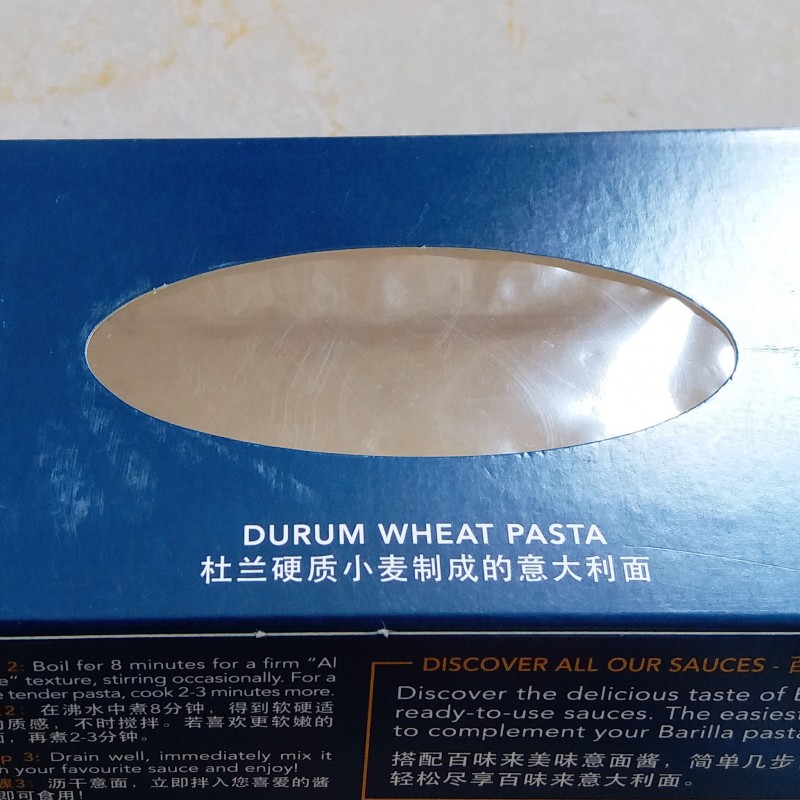 DURUM WHEAT PASTA
杜兰硬质小麦制成的意大利面
2: Boil for 8 minutes for a firm "Al
texture, stirring occasionally. For a
tender pasta, cook 2-3 minutes more.
2: 在沸水中煮8分钟，得到软硬适
质感，不时搅拌。若喜欢更软嫩的
再煮2-3分钟。
3: Drain well, immediately mix it
your favourite sauce and enjoy!
3: 沥干意面，立即拌入您喜爱的酱
即可食用！
DISCOVER ALL OUR SAUCES -
Discover the delicious taste of
ready-to-use sauces. The easiest
to complement your Barilla pasta
搭配百味来美味意面酱，简单几步
轻松尽享百味来意大利面。